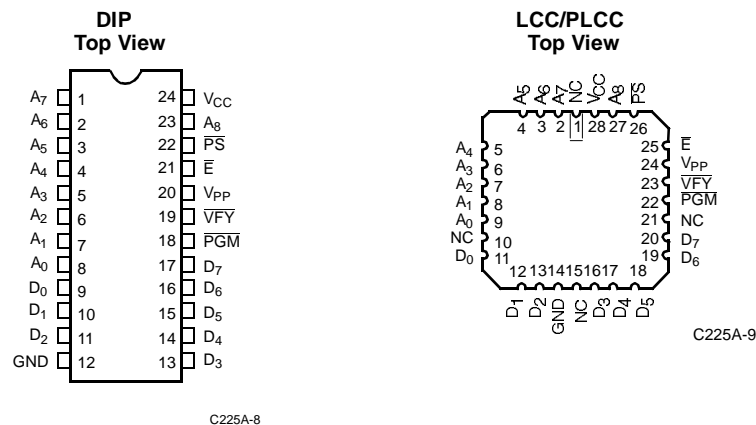 DIP
Top View
A7 1 24 VCC
A6 2 23 A8
A5 3 22 PS
A4 4 21 E
A3 5 20 VPP
A2 6 19 VFY
A1 7 18 PGM
A0 8 17 D7
D0 9 16 D6
D1 10 15 D5
D2 11 14 D4
GND 12 13 D3
C225A-8
LCC/PLCC
Top View
A5 A6 A7 NC VCC A8 PS
4 3 2 1 28 27 26
A4 5 25 E
A3 6 24 VPP
A2 7 23 VFY
A1 8 22 PGM
A0 9 21 NC
NC 10 20 D7
D0 11 19 D6
12 13 14 15 16 17 18
D1 D2 GND NC D3 D4 D5
C225A-9